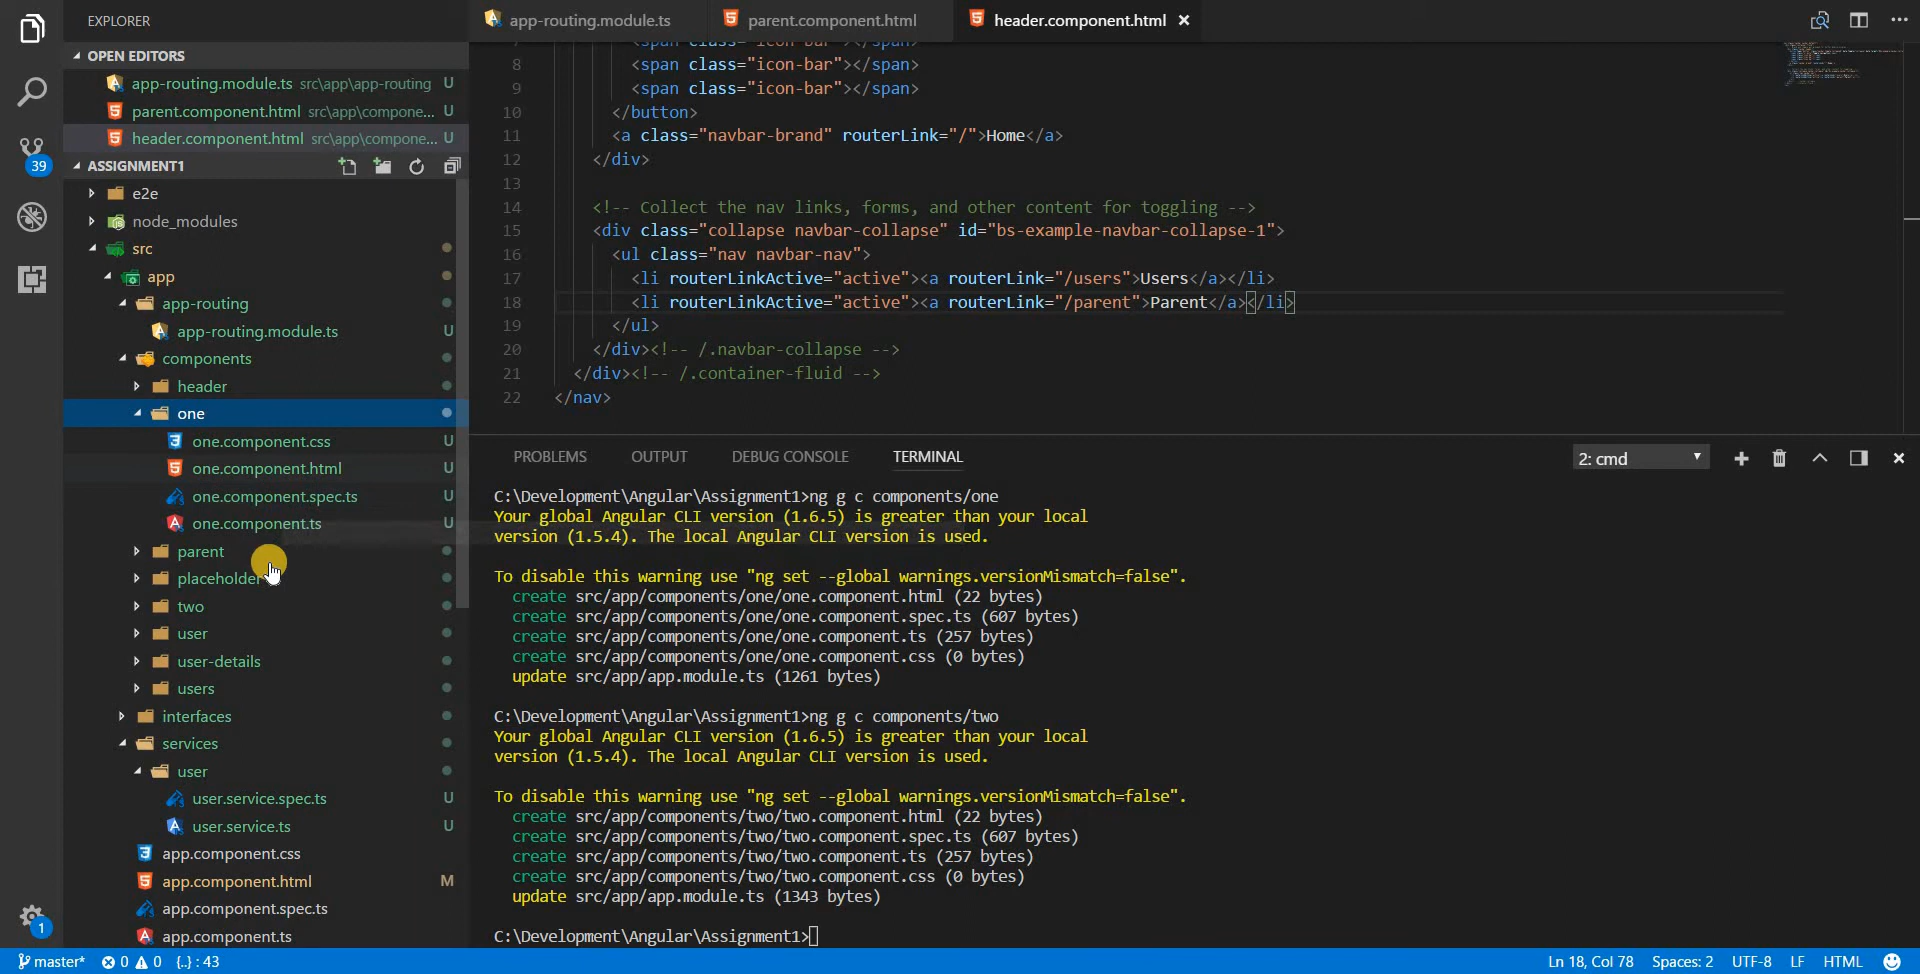 EXPLORER
OPEN EDITORS
app-routing.module.ts src\app\app-routing U
parent.component.html src\app\compone... U
header.component.html src\app\compone... U
ASSIGNMENT1
e2e
node_modules
src
app
app-routing
app-routing.module.ts U
components
header
one
one.component.css U
one.component.html U
one.component.spec.ts U
one.component.ts U
parent
placeholder
two
user
user-details
users
interfaces
services
user
user.service.spec.ts U
user.service.ts U
app.component.css
app.component.html M
app.component.spec.ts
app.component.ts
39
1
app-routing.module.ts parent.component.html header.component.html
7 <span class="icon-bar"></span>
8 <span class="icon-bar"></span>
9 <span class="icon-bar"></span>
10 </button>
11 <a class="navbar-brand" routerLink="/">Home</a>
12 </div>
13
14 <!-- Collect the nav links, forms, and other content for toggling -->
15 <div class="collapse navbar-collapse" id="bs-example-navbar-collapse-1">
16 <ul class="nav navbar-nav">
17 <li routerLinkActive="active"><a routerLink="/users">Users</a></li>
18 <li routerLinkActive="active"><a routerLink="/parent">Parent</a></li>
19 </ul>
20 </div><!-- /.navbar-collapse -->
21 </div><!-- /.container-fluid -->
22 </nav>
PROBLEMS OUTPUT DEBUG CONSOLE TERMINAL 2: cmd
C:\Development\Angular\Assignment1>ng g c components/one
Your global Angular CLI version (1.6.5) is greater than your local
version (1.5.4). The local Angular CLI version is used.
To disable this warning use "ng set --global warnings.versionMismatch=false".
create src/app/components/one/one.component.html (22 bytes)
create src/app/components/one/one.component.spec.ts (607 bytes)
create src/app/components/one/one.component.ts (257 bytes)
create src/app/components/one/one.component.css (0 bytes)
update src/app/app.module.ts (1261 bytes)
C:\Development\Angular\Assignment1>ng g c components/two
Your global Angular CLI version (1.6.5) is greater than your local
version (1.5.4). The local Angular CLI version is used.
To disable this warning use "ng set --global warnings.versionMismatch=false".
create src/app/components/two/two.component.html (22 bytes)
create src/app/components/two/two.component.spec.ts (607 bytes)
create src/app/components/two/two.component.ts (257 bytes)
create src/app/components/two/two.component.css (0 bytes)
update src/app/app.module.ts (1343 bytes)
C:\Development\Angular\Assignment1>
master* 0 0 {..} : 43 Ln 18, Col 78 Spaces: 2 UTF-8 LF HTML